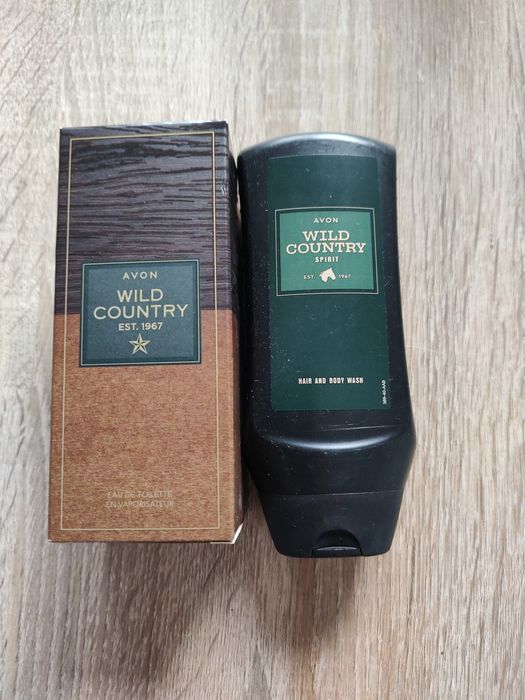 AVON
WILD
COUNTRY
EST. 1967
EAU DE TOILETTE
EN VAPORISATEUR
AVON
WILD
COUNTRY
SPIRIT
EST 1967
HAIR AND BODY WASH